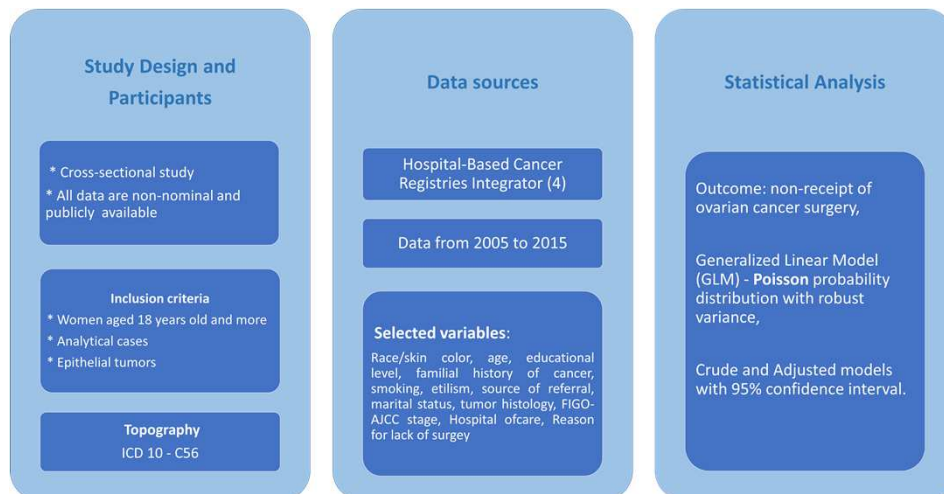 Study Design and
Participants
* Cross-sectional study
* All data are non-nominal and
publicly available
Inclusion criteria
* Women aged 18 years old and more
* Analytical cases
* Epithelial tumors
Topography
ICD 10 - C56
Data sources
Hospital-Based Cancer
Registries Integrator (4)
Data from 2005 to 2015
Selected variables:
Race/skin color, age, educational
level, familial history of cancer,
smoking, etilism, source of referral,
marital status, tumor histology, FIGO-
AJCC stage, Hospital ofcare, Reason
for lack of surgey
Statistical Analysis
Outcome: non-receipt of
ovarian cancer surgery,
Generalized Linear Model
(GLM) - Poisson probability
distribution with robust
variance,
Crude and Adjusted models
with 95% confidence interval.